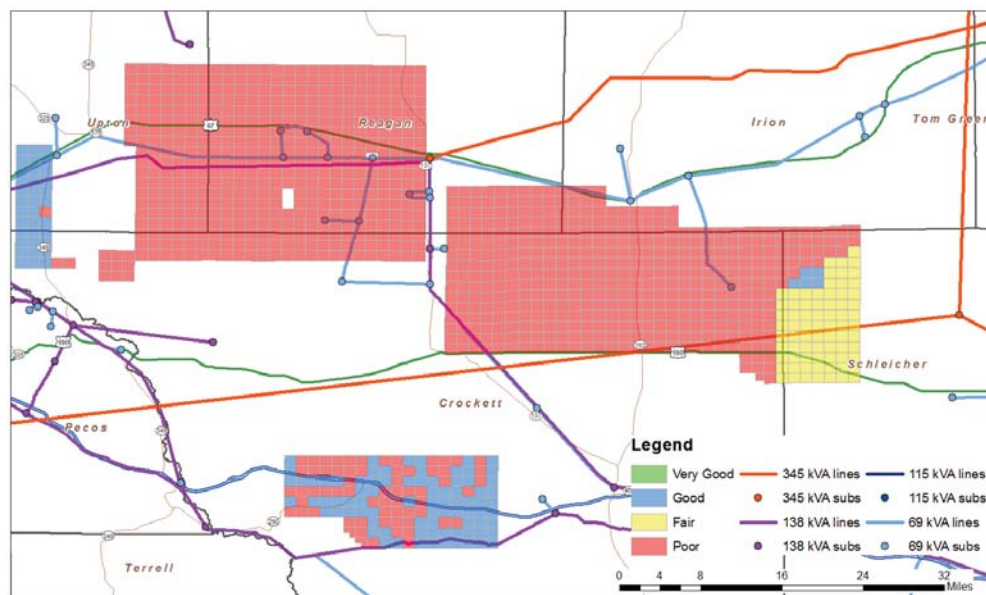 Upton
67
Reagan
Irion
Tom Green
Schleicher
190
190
Crockett
Pecos
Terrell
Legend
Very Good
Good
Fair
Poor
345 kVA lines
345 kVA subs
138 kVA lines
138 kVA subs
115 kVA lines
115 kVA subs
69 kVA lines
69 kVA subs
0 4 8 16 24 32
Miles